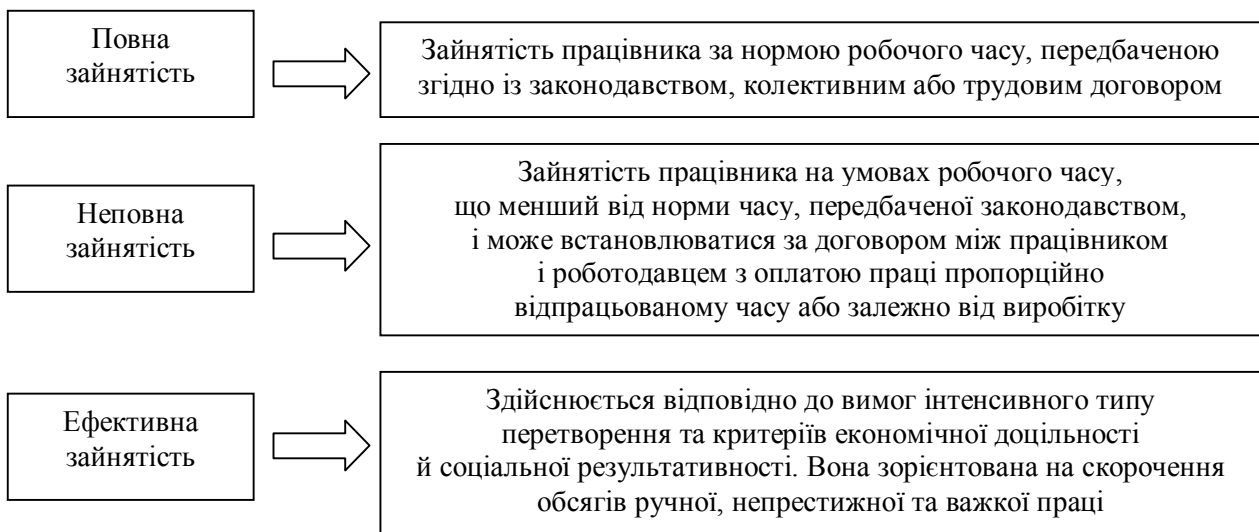 Повна
зайнятість
Зайнятість працівника за нормою робочого часу, передбаченою
згідно із законодавством, колективним або трудовим договором
Неповна
зайнятість
Зайнятість працівника на умовах робочого часу,
що менший від норми часу, передбаченої законодавством,
і може встановлюватися за договором між працівником
і роботодавцем з оплатою праці пропорційно
відпрацьованому часу або залежно від виробітку
Ефективна
зайнятість
Здійснюється відповідно до вимог інтенсивного типу
перетворення та критеріїв економічної доцільності
й соціальної результативності. Вона зорієнтована на скорочення
обсягів ручної, непрестижної та важкої праці